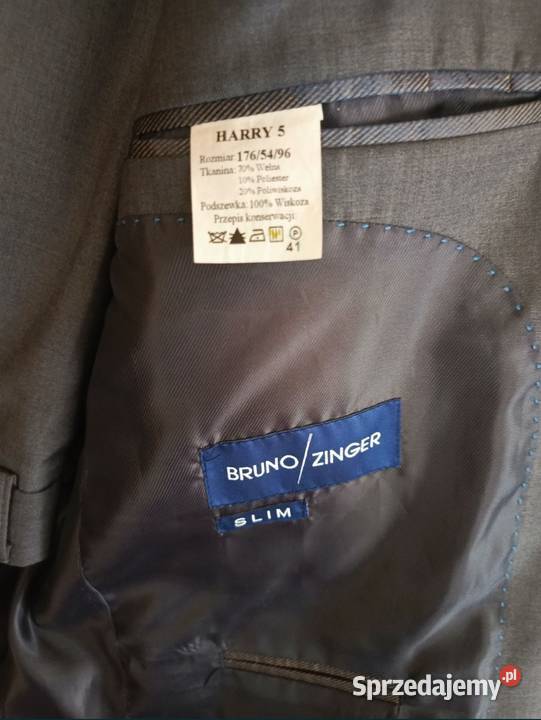 HARRY 5
Rozmiar 176/54/96
Tkanina: 70% Wełna
10% Poliester
20% Poliwiskoza
Podszewka: 100% Wiskoza
Przepis konserwacji:
P
41
BRUNO/ZINGER
SLIM
Sprzedajemy.pl